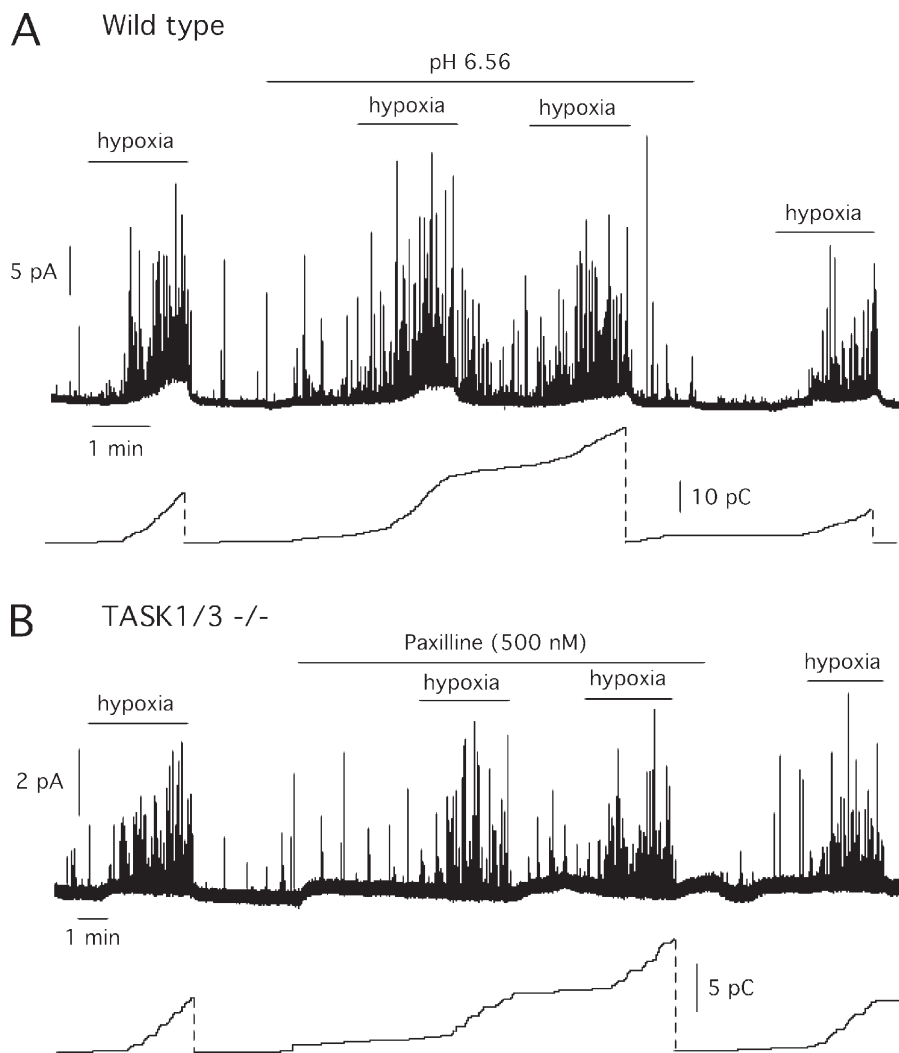 A Wild type
pH 6.56
hypoxia hypoxia
hypoxia
hypoxia
5 pA
1 min
10 pC
B TASK1/3 -/-
Paxilline (500 nM)
hypoxia hypoxia hypoxia
hypoxia
2 pA
1 min
5 pC